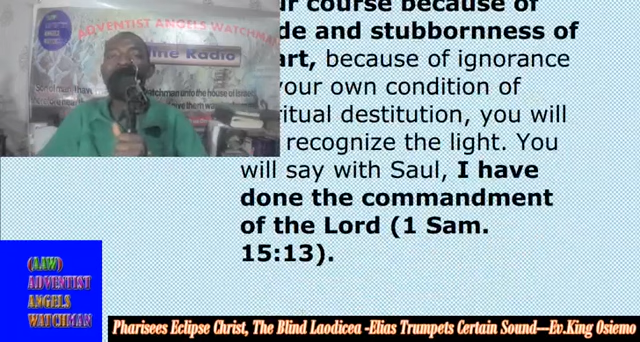 ADVENTIST ANGELS WATCHMAN
Online Radio
ur course because of
de and stubbornness of
art, because of ignorance
your own condition of
ritual destitution, you will
recognize the light. You
will say with Saul, I have
done the commandment
of the Lord (1 Sam.
15:13).
(AAW)
ADVENTIST
ANGELS
WATCHMAN
Pharisees Eclipse Christ, The Blind Laodicea -Elias Trumpets Certain Sound---Ev.King Osiemo